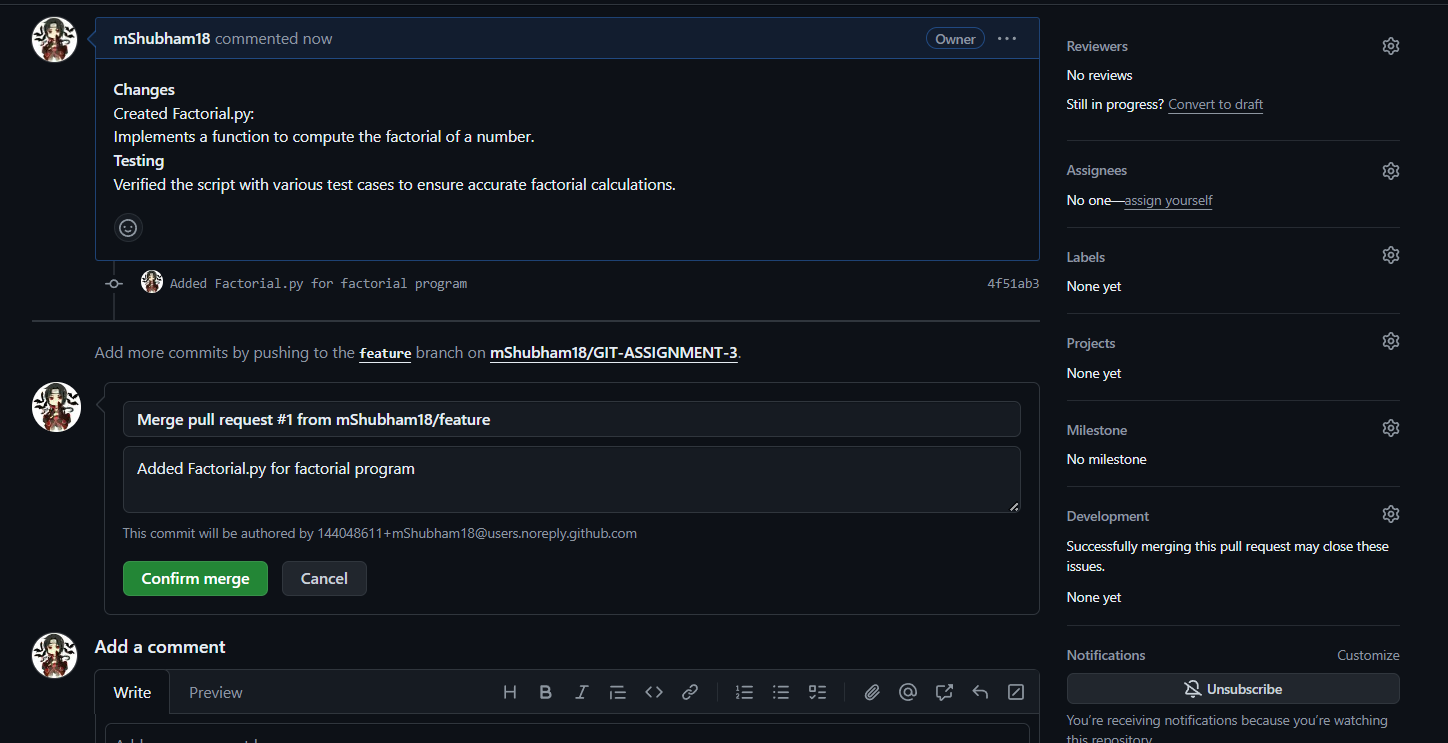 mShubham18 commented now
Owner
Changes
Created Factorial.py:
Implements a function to compute the factorial of a number.
Testing
Verified the script with various test cases to ensure accurate factorial calculations.
Added Factorial.py for factorial program
4f51ab3
Add more commits by pushing to the feature branch on mShubham18/GIT-ASSIGNMENT-3.
Merge pull request #1 from mShubham18/feature
Added Factorial.py for factorial program
This commit will be authored by 144048611+mShubham18@users.noreply.github.com
Confirm merge
Cancel
Add a comment
Write
Preview
Reviewers
No reviews
Still in progress? Convert to draft
Assignees
No one—assign yourself
Labels
None yet
Projects
None yet
Milestone
No milestone
Development
Successfully merging this pull request may close these
issues.
None yet
Notifications
Customize
Unsubscribe
You’re receiving notifications because you’re watching
this repository.